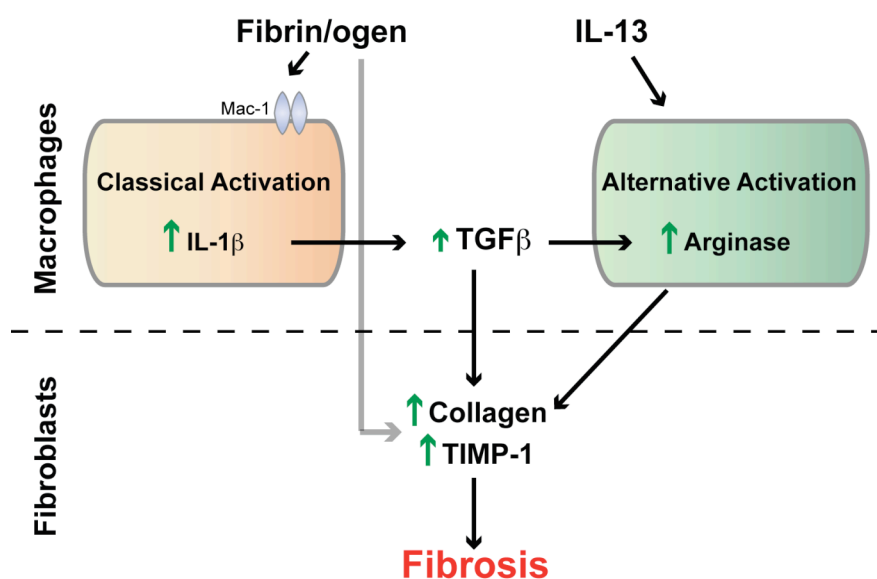 Fibrin/ogen
IL-13
Macrophages
Mac-1
Classical Activation
↑ IL-1β
↑ TGFβ
Alternative Activation
↑ Arginase
Fibroblasts
↑ Collagen
↑ TIMP-1
Fibrosis